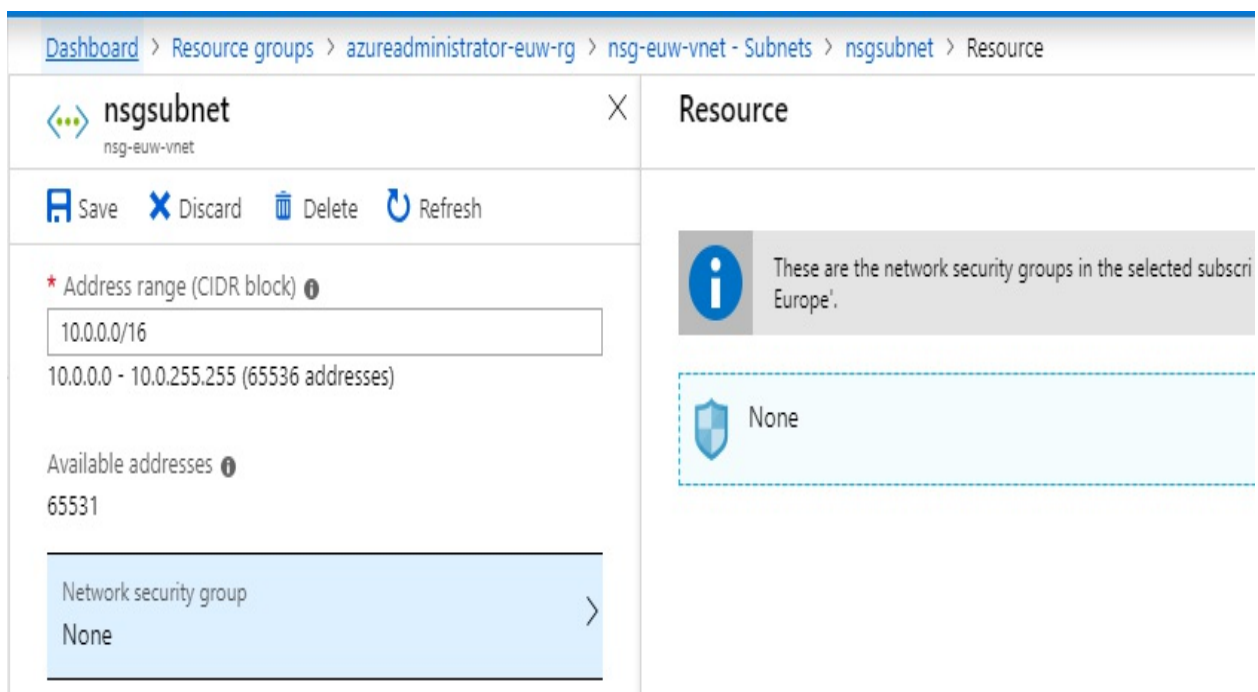 Dashboard > Resource groups > azureadministrator-euw-rg > nsg-euw-vnet - Subnets > nsgsubnet > Resource
nsgsubnet
nsg-euw-vnet
Save Discard Delete Refresh
* Address range (CIDR block)
10.0.0.0/16
10.0.0.0 - 10.0.255.255 (65536 addresses)
Available addresses
65531
Network security group
None
Resource
These are the network security groups in the selected subscri
Europe'.
None